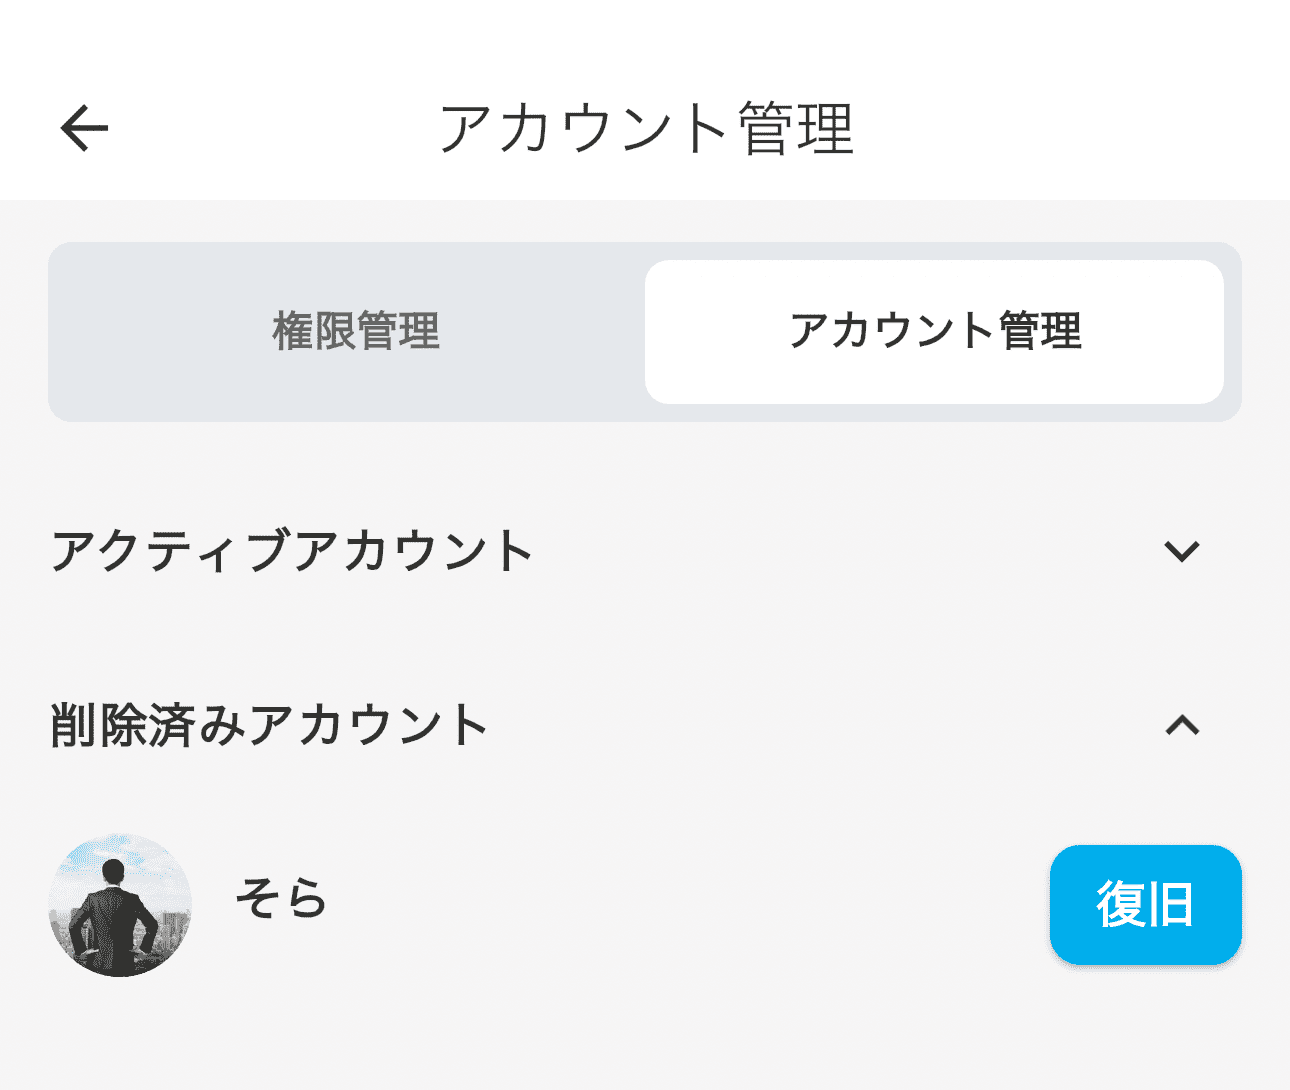 アカウント管理
権限管理
アカウント管理
アクティブアカウント
削除済みアカウント
そら
復旧